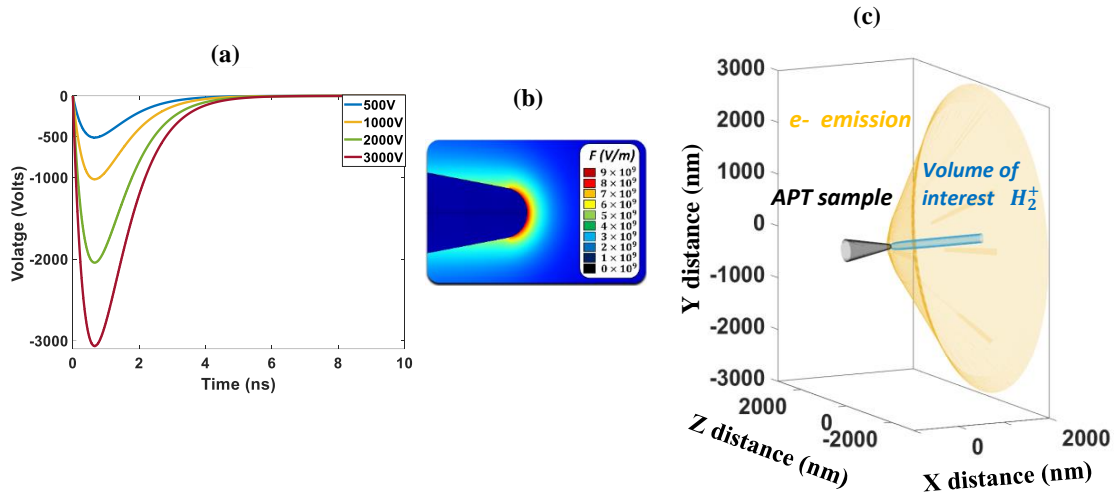 (a)
0
-500
-1000
-2000
-3000
0 2 4 6 8 10
Volatge (Volts)
Time (ns)
500V
1000V
2000V
3000V
(b)
F (V/m)
9 × 10⁹
8 × 10⁹
7 × 10⁹
6 × 10⁹
5 × 10⁹
4 × 10⁹
3 × 10⁹
2 × 10⁹
1 × 10⁹
0 × 10⁹
(c)
3000
2000
1000
0
-1000
-2000
-3000
Y distance (nm)
e- emission
Volume of
interest H₂⁺
APT sample
2000
0
-2000
Z distance (nm)
0
2000
X distance (nm)